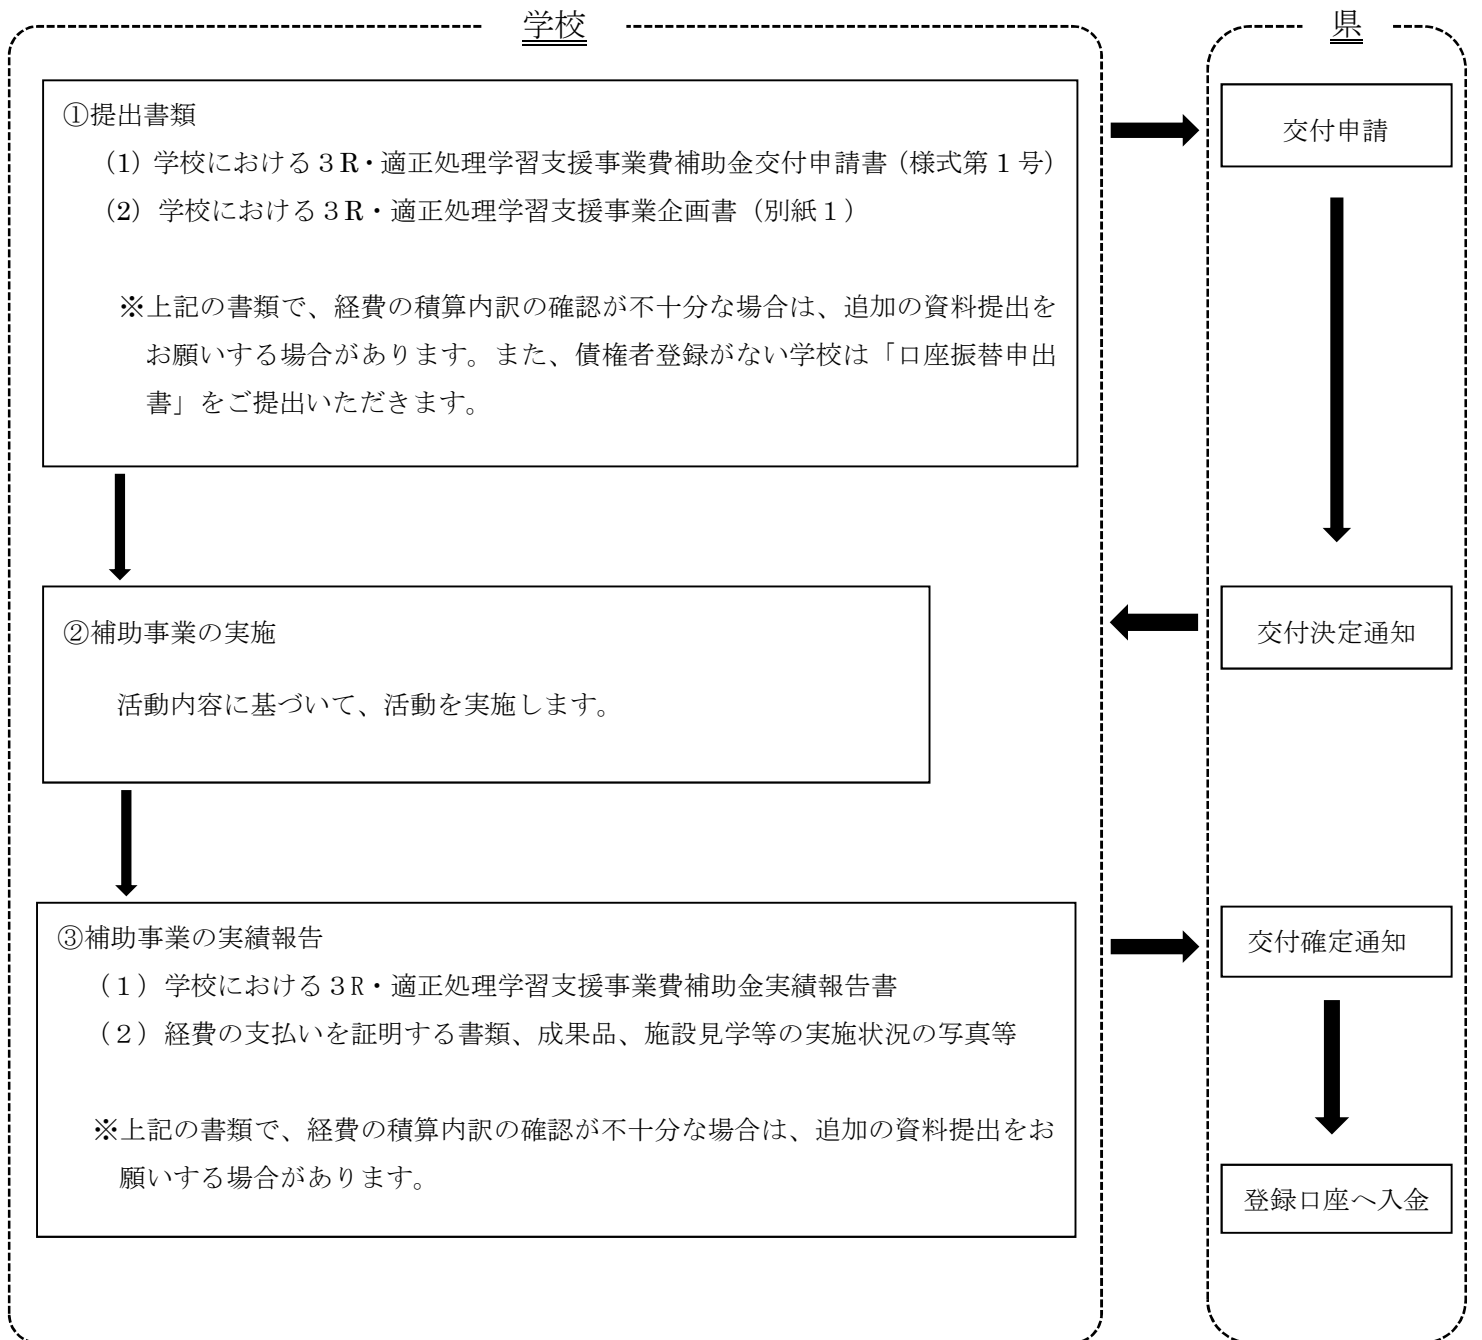 学校
①提出書類
(1) 学校における３R・適正処理学習支援事業費補助金交付申請書（様式第１号）
(2) 学校における３R・適正処理学習支援事業企画書（別紙１）
※上記の書類で、経費の積算内訳の確認が不十分な場合は、追加の資料提出を
お願いする場合があります。また、債権者登録がない学校は「口座振替申出
書」をご提出いただきます。
②補助事業の実施
活動内容に基づいて、活動を実施します。
③補助事業の実績報告
（１）学校における３R・適正処理学習支援事業費補助金実績報告書
（２）経費の支払いを証明する書類、成果品、施設見学等の実施状況の写真等
※上記の書類で、経費の積算内訳の確認が不十分な場合は、追加の資料提出をお
願いする場合があります。
県
交付申請
交付決定通知
交付確定通知
登録口座へ入金